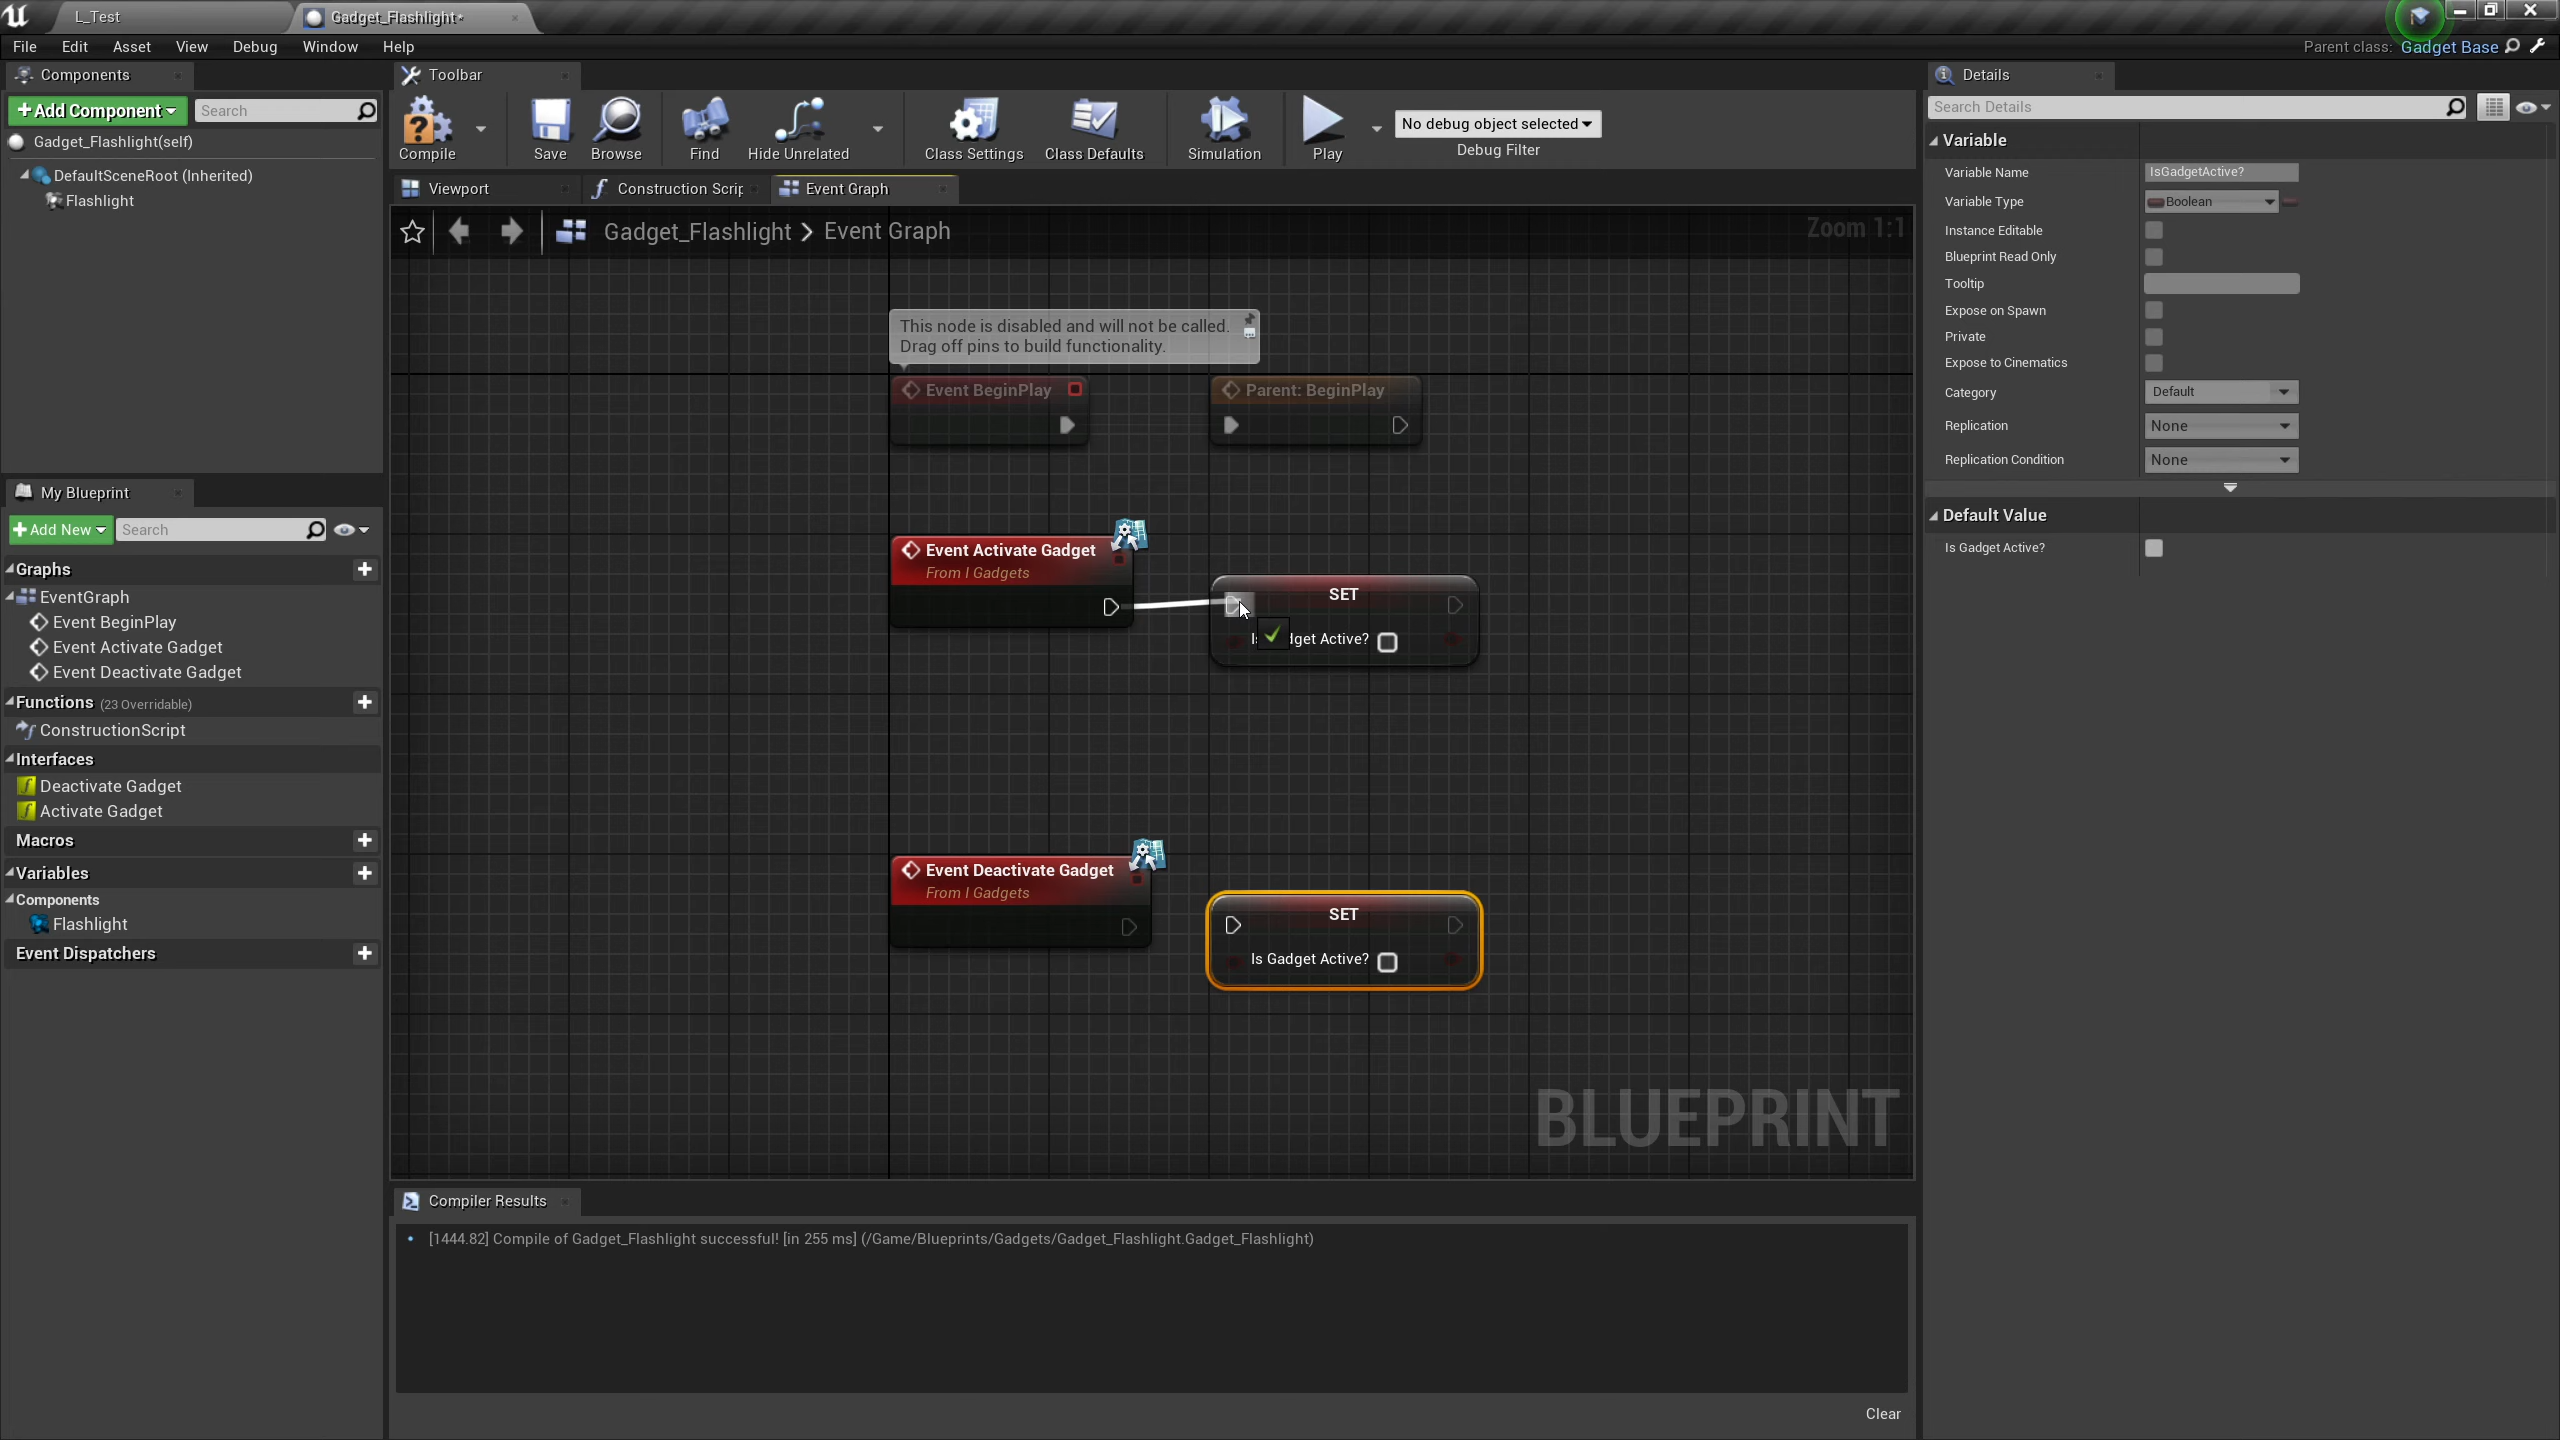 L_Test
Gadget_Flashlight*
File Edit Asset View Debug Window Help
Parent class: Gadget Base
Components
Add Component
Search
Gadget_Flashlight(self)
DefaultSceneRoot (Inherited)
Flashlight
Toolbar
Compile
Save
Browse
Find
Hide Unrelated
Class Settings
Class Defaults
Simulation
Play
No debug object selected
Debug Filter
Viewport
Construction Scrip
Event Graph
Gadget_Flashlight > Event Graph
Zoom 1:1
This node is disabled and will not be called.
Drag off pins to build functionality.
Event BeginPlay
Parent: BeginPlay
Event Activate Gadget
From I Gadgets
SET
Event Deactivate Gadget
From I Gadgets
SET
Is Gadget Active?
BLUEPRINT
My Blueprint
Add New
Search
Graphs
EventGraph
Event BeginPlay
Event Activate Gadget
Event Deactivate Gadget
Functions (23 Overridable)
ConstructionScript
Interfaces
Deactivate Gadget
Activate Gadget
Macros
Variables
Components
Flashlight
Event Dispatchers
Compiler Results
[1444.82] Compile of Gadget_Flashlight successful! [in 255 ms] (/Game/Blueprints/Gadgets/Gadget_Flashlight.Gadget_Flashlight)
Clear
Details
Search Details
Variable
Variable Name IsGadgetActive?
Variable Type Boolean
Instance Editable
Blueprint Read Only
Tooltip
Expose on Spawn
Private
Expose to Cinematics
Category Default
Replication None
Replication Condition None
Default Value
Is Gadget Active?